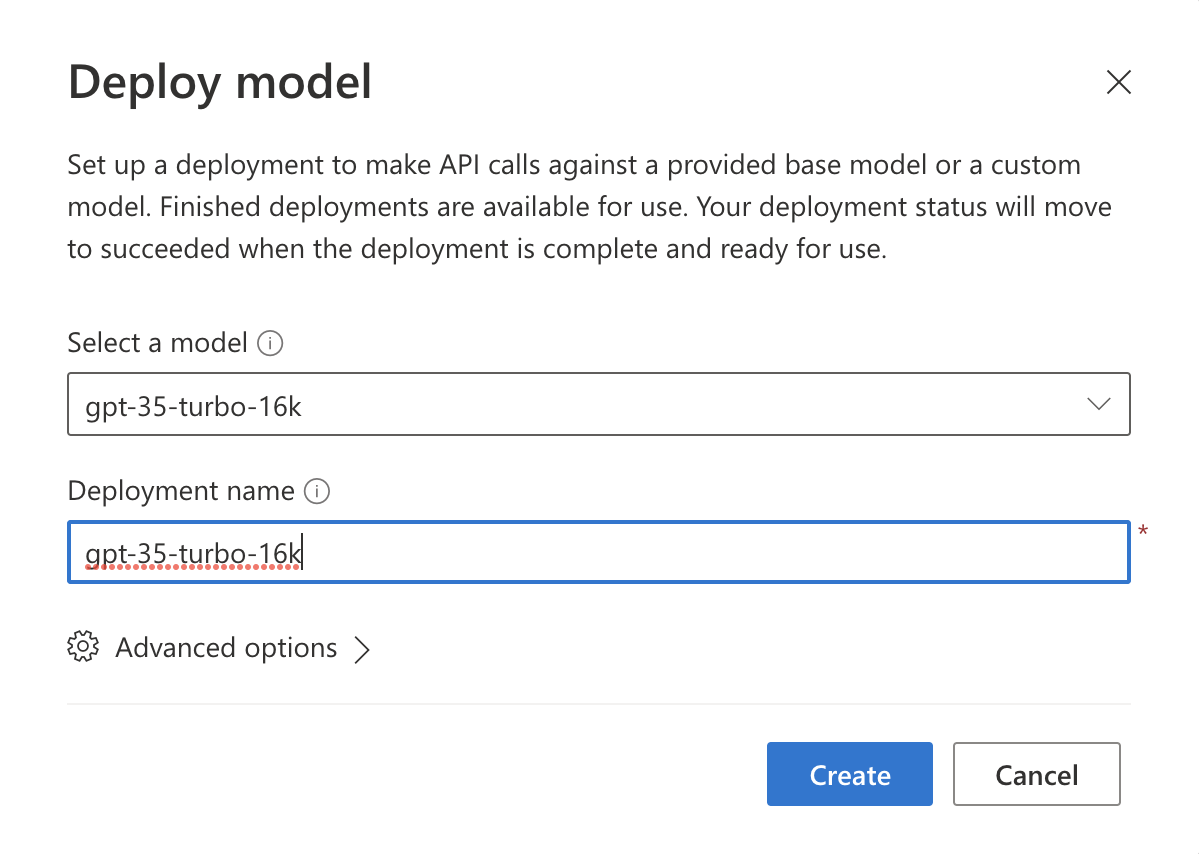 Deploy model
Set up a deployment to make API calls against a provided base model or a custom
model. Finished deployments are available for use. Your deployment status will move
to succeeded when the deployment is complete and ready for use.
Select a model
gpt-35-turbo-16k
Deployment name
gpt-35-turbo-16k
*
Advanced options
Create Cancel